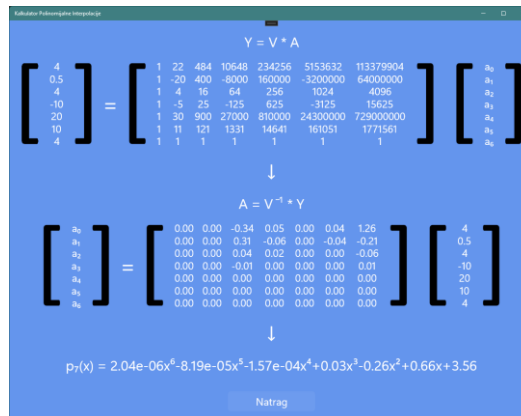 Kalkulator Polinomijalne Interpolacije
Y = V * A
4 1 22 484 10648 234256 5153632 113379904 a₀
0.5 1 -20 400 -8000 160000 -3200000 64000000 a₁
4 = 1 4 16 64 256 1024 4096 a₂
-10 1 -5 25 -125 625 -3125 15625 a₃
20 1 30 900 27000 810000 24300000 729000000 a₄
10 1 11 121 1331 14641 161051 1771561 a₅
4 1 1 1 1 1 1 1 a₆
↓
A = V⁻¹ * Y
a₀ 0.00 0.00 -0.34 0.05 0.00 0.04 1.26 4
a₁ 0.00 0.00 0.31 -0.06 0.00 -0.04 -0.21 0.5
a₂ 0.00 0.00 0.04 0.02 0.00 0.00 -0.06 4
a₃ = 0.00 0.00 -0.01 0.00 0.00 0.00 0.01 -10
a₄ 0.00 0.00 0.00 0.00 0.00 0.00 0.00 20
a₅ 0.00 0.00 0.00 0.00 0.00 0.00 0.00 10
a₆ 0.00 0.00 0.00 0.00 0.00 0.00 0.00 4
↓
p₇(x) = 2.04e-06x⁶-8.19e-05x⁵-1.57e-04x⁴+0.03x³-0.26x²+0.66x+3.56
Natrag